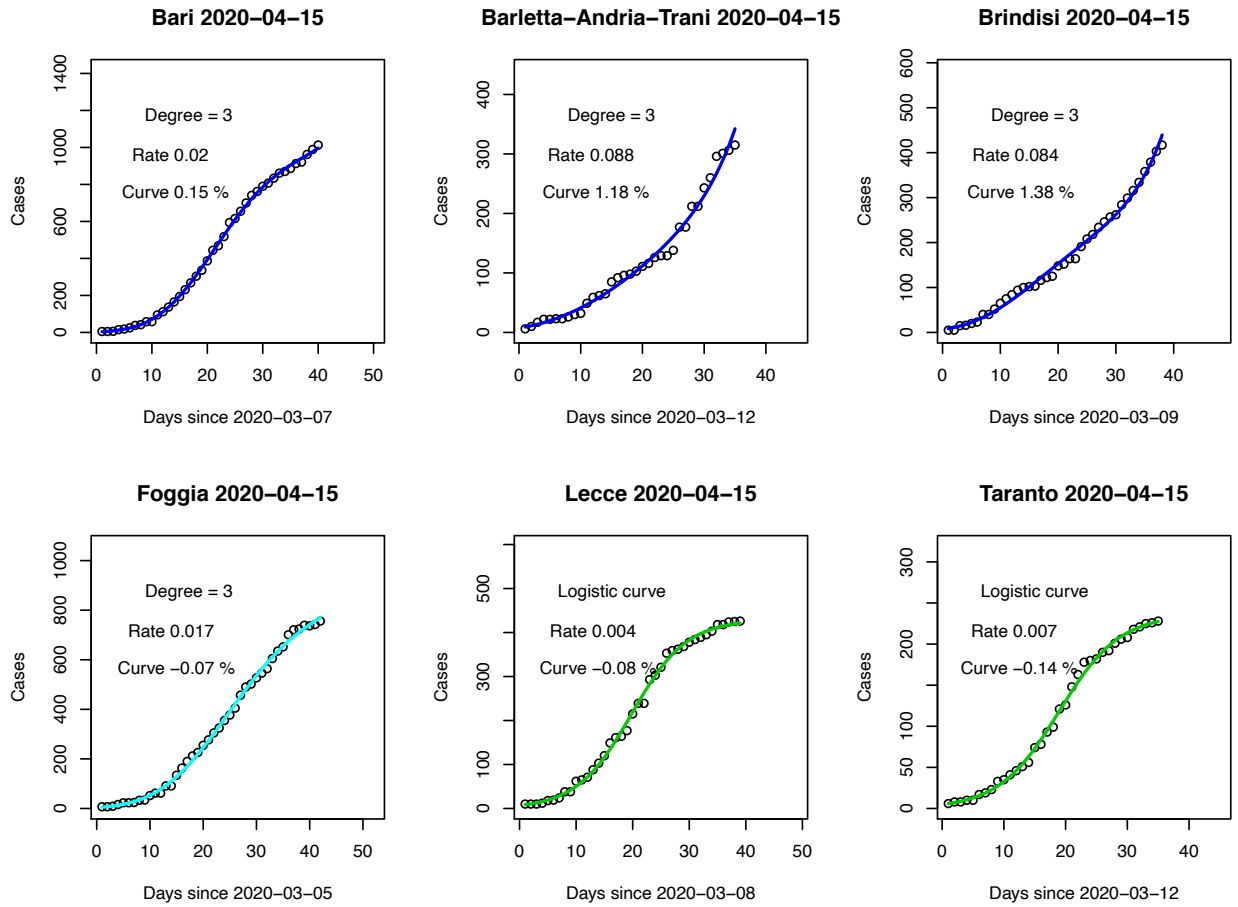 Bari 2020−04−15
Cases
0 200 600 1000 1400
Degree = 3
Rate 0.02
Curve 0.15 %
0 10 20 30 40 50
Days since 2020−03−07
Barletta−Andria−Trani 2020−04−15
Cases
0 100 200 300 400
Degree = 3
Rate 0.088
Curve 1.18 %
0 10 20 30 40
Days since 2020−03−12
Brindisi 2020−04−15
Cases
0 100 200 300 400 500 600
Degree = 3
Rate 0.084
Curve 1.38 %
0 10 20 30 40
Days since 2020−03−09
Foggia 2020−04−15
Cases
0 200 400 600 800 1000
Degree = 3
Rate 0.017
Curve −0.07 %
0 10 20 30 40 50
Days since 2020−03−05
Lecce 2020−04−15
Cases
0 100 300 500
Logistic curve
Rate 0.004
Curve −0.08 %
0 10 20 30 40 50
Days since 2020−03−08
Taranto 2020−04−15
Cases
0 50 100 200 300
Logistic curve
Rate 0.007
Curve −0.14 %
0 10 20 30 40
Days since 2020−03−12